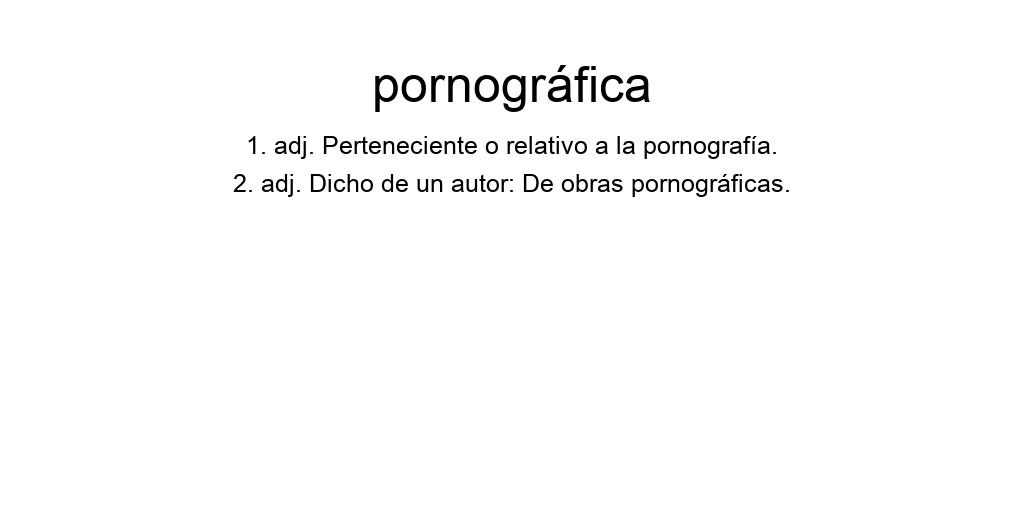 pornográfica
1. adj. Perteneciente o relativo a la pornografía.
2. adj. Dicho de un autor: De obras pornográficas.